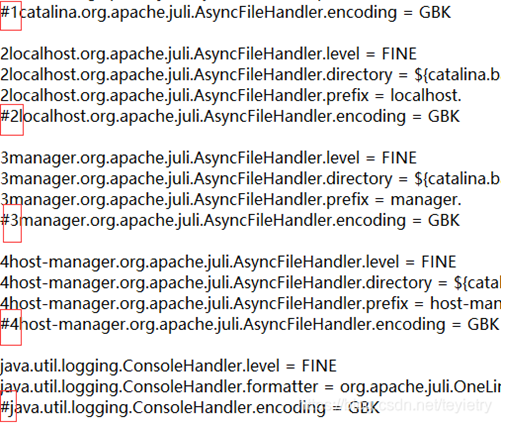 #1catalina.org.apache.juli.AsyncFileHandler.encoding = GBK
2localhost.org.apache.juli.AsyncFileHandler.level = FINE
2localhost.org.apache.juli.AsyncFileHandler.directory = ${catalina.b
2localhost.org.apache.juli.AsyncFileHandler.prefix = localhost.
#2localhost.org.apache.juli.AsyncFileHandler.encoding = GBK
3manager.org.apache.juli.AsyncFileHandler.level = FINE
3manager.org.apache.juli.AsyncFileHandler.directory = ${catalina.b
3manager.org.apache.juli.AsyncFileHandler.prefix = manager.
#3manager.org.apache.juli.AsyncFileHandler.encoding = GBK
4host-manager.org.apache.juli.AsyncFileHandler.level = FINE
4host-manager.org.apache.juli.AsyncFileHandler.directory = ${catal
4host-manager.org.apache.juli.AsyncFileHandler.prefix = host-man
#4host-manager.org.apache.juli.AsyncFileHandler.encoding = GBK
java.util.logging.ConsoleHandler.level = FINE
java.util.logging.ConsoleHandler.formatter = org.apache.juli.OneLin
#java.util.logging.ConsoleHandler.encoding = GBK